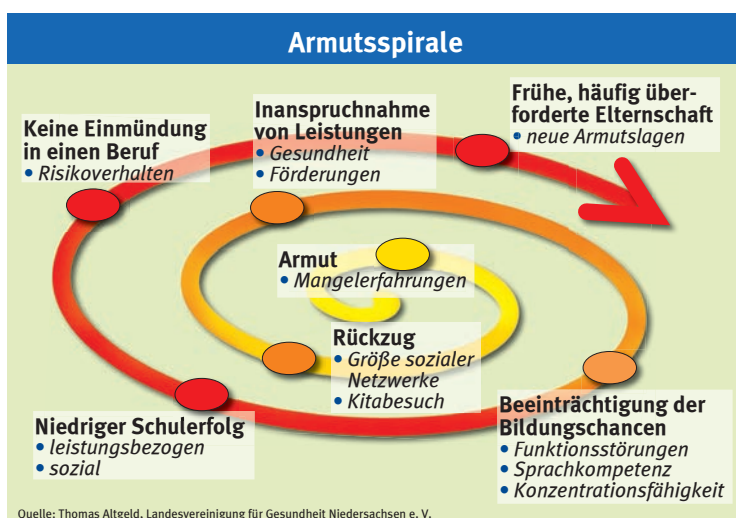 Armutsspirale
Keine Einmündung
in einen Beruf
• Risikoverhalten
Inanspruchnahme
von Leistungen
• Gesundheit
• Förderungen
Frühe, häufig über-
forderte Elternschaft
• neue Armutslagen
Armut
• Mangelerfahrungen
Rückzug
• Größe sozialer
Netzwerke
• Kitabesuch
Niedriger Schulerfolg
• leistungsbezogen
• sozial
Beeinträchtigung der
Bildungschancen
• Funktionsstörungen
• Sprachkompetenz
• Konzentrationsfähigkeit
Quelle: Thomas Altgeld, Landesvereinigung für Gesundheit Niedersachsen e. V.